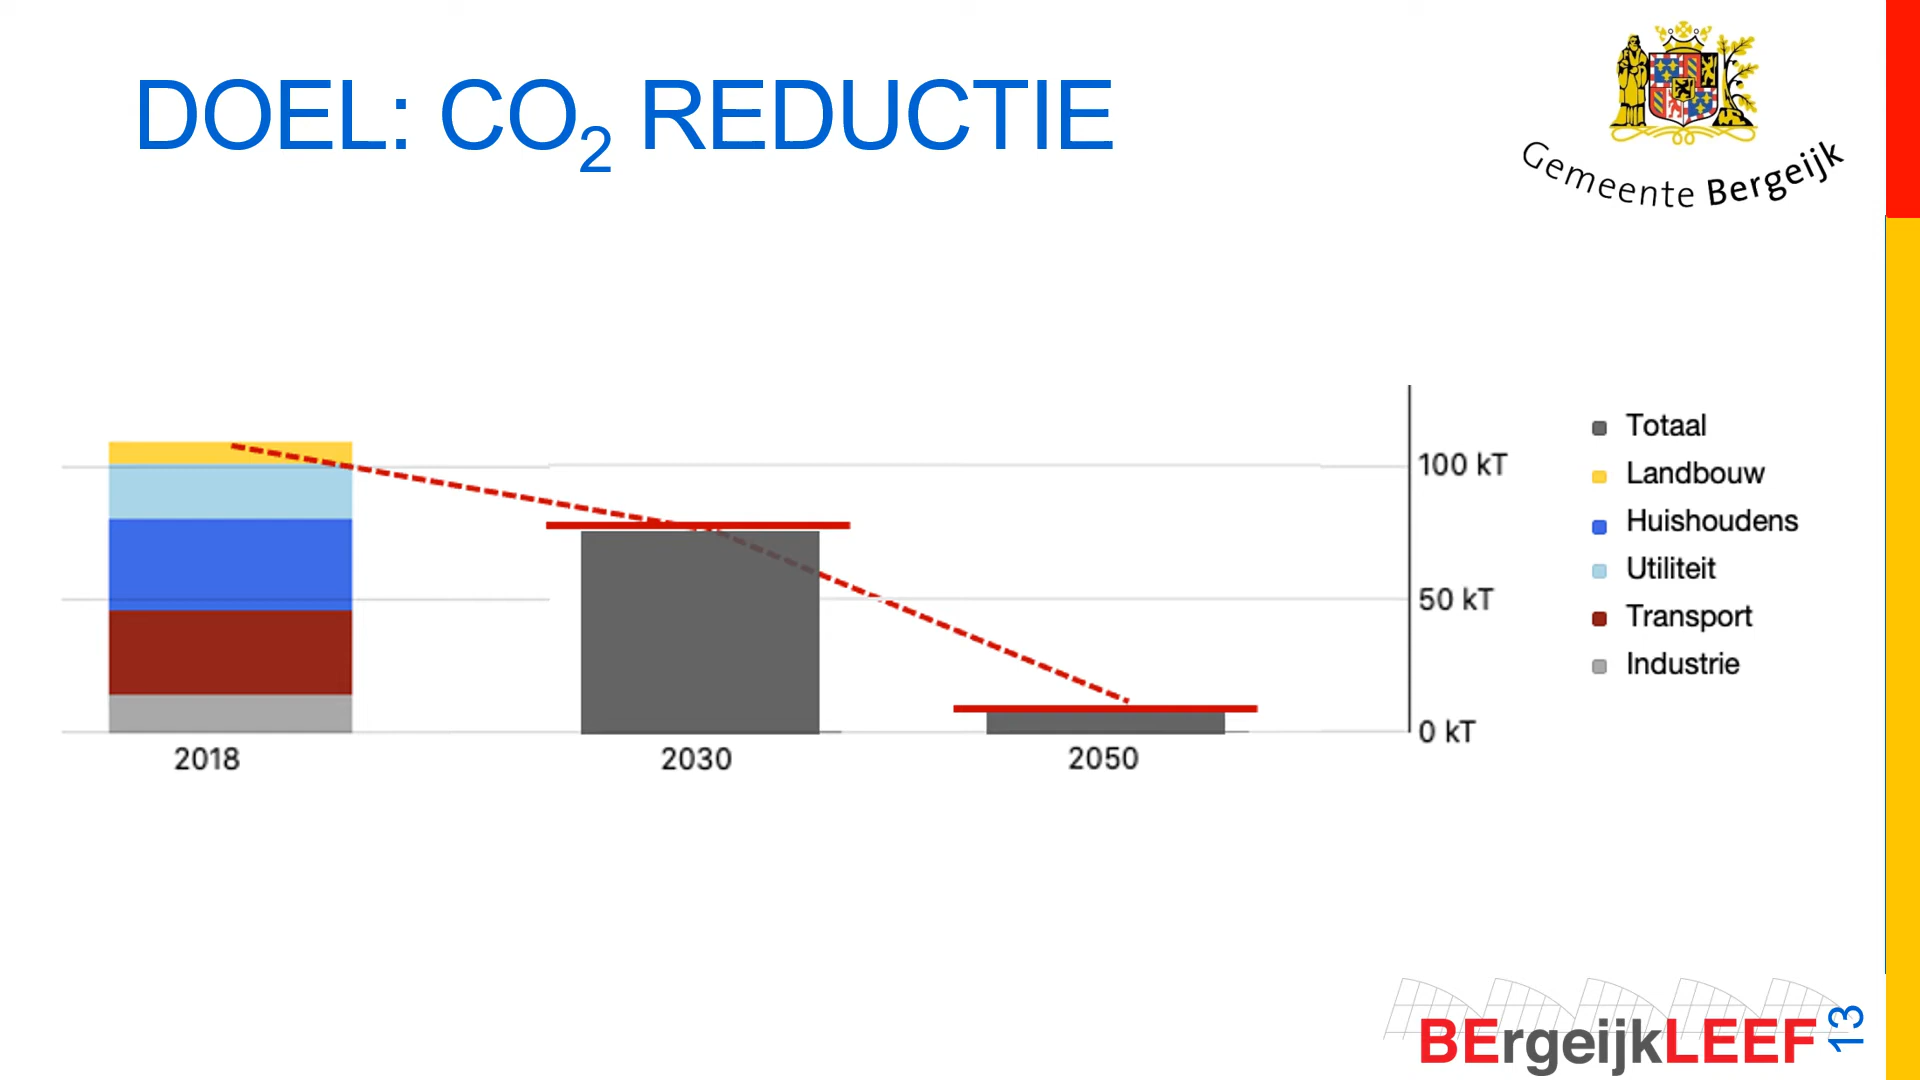 DOEL: CO₂ REDUCTIE
Gemeente Bergeijk
100 kT
50 kT
0 kT
2018
2030
2050
Totaal
Landbouw
Huishoudens
Utiliteit
Transport
Industrie
BErgeijkLEEF
13